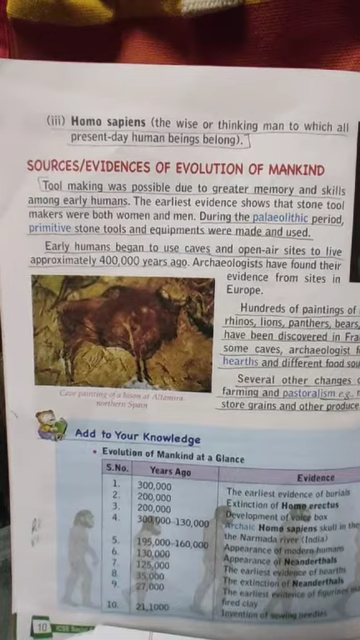 (iii) Homo sapiens (the wise or thinking man to which all
present-day human beings belong).
SOURCES/EVIDENCES OF EVOLUTION OF MANKIND
Tool making was possible due to greater memory and skills
among early humans. The earliest evidence shows that stone tool
makers were both women and men. During the palaeolithic period,
primitive stone tools and equipments were made and used.
Early humans began to use caves and open-air sites to live
approximately 400,000 years ago. Archaeologists have found their
evidence from sites in
Europe.
Hundreds of paintings of
rhinos, lions, panthers, bears
have been discovered in Fra
some caves, archaeologist f
hearths and different food sou
Several other changes
farming and pastoralism e.g.,
store grains and other produce
Cave painting of a bison at Altamira
northern Spain
Add to Your Knowledge
• Evolution of Mankind at a Glance
S.No. Years Ago Evidence
1. 300,000 The earliest evidence of burials
2. 200,000 Extinction of Homo erectus
3. 200,000 Development of voice box
4. 300,000-130,000 Archaic Homo sapiens skull in the
the Narmada river (India)
5. 195,000-160,000 Appearance of modern human
6. 130,000 Appearance of Neanderthals
7. 125,000 The earliest evidence of hearths
8. 35,000 The extinction of Neanderthals
9. 27,000 The earliest evidence of figurines
fired clay
10. 21,1000 Invention of sewing needles
10 ICSE